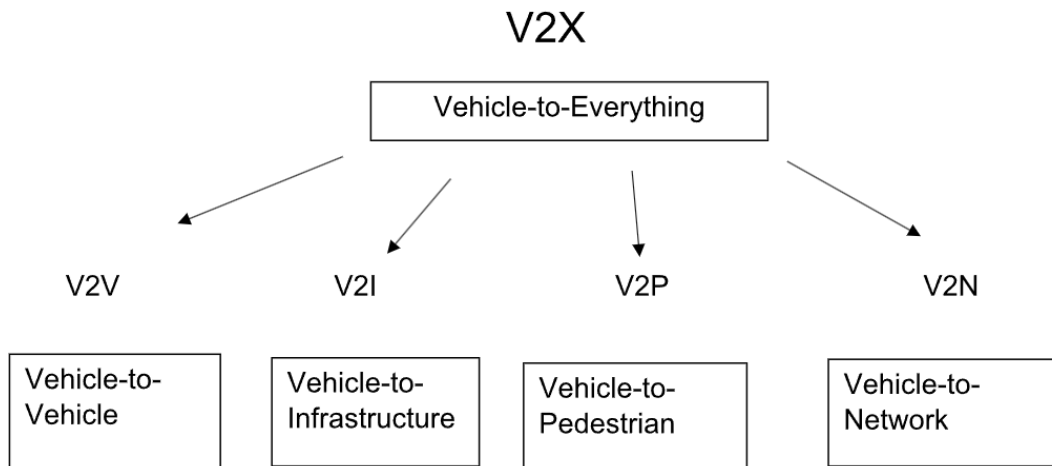 V2X
Vehicle-to-Everything
V2V
V2I
V2P
V2N
Vehicle-to-
Vehicle
Vehicle-to-
Infrastructure
Vehicle-to-
Pedestrian
Vehicle-to-
Network